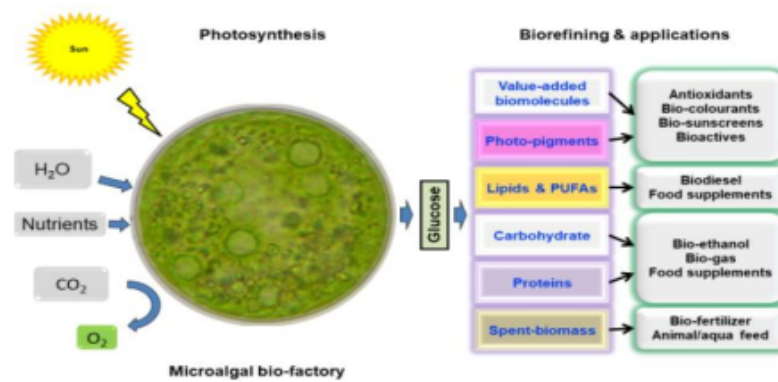 Photosynthesis
Biorefining & applications
Sun
H₂O
Nutrients
CO₂
O₂
Microalgal bio-factory
Glucose
Value-added
biomolecules
Photo-pigments
Lipids & PUFAs
Carbohydrate
Proteins
Spent-biomass
Antioxidants
Bio-colourants
Bio-sunscreens
Bioactives
Biodiesel
Food supplements
Bio-ethanol
Bio-gas
Food supplements
Bio-fertilizer
Animal/aqua feed